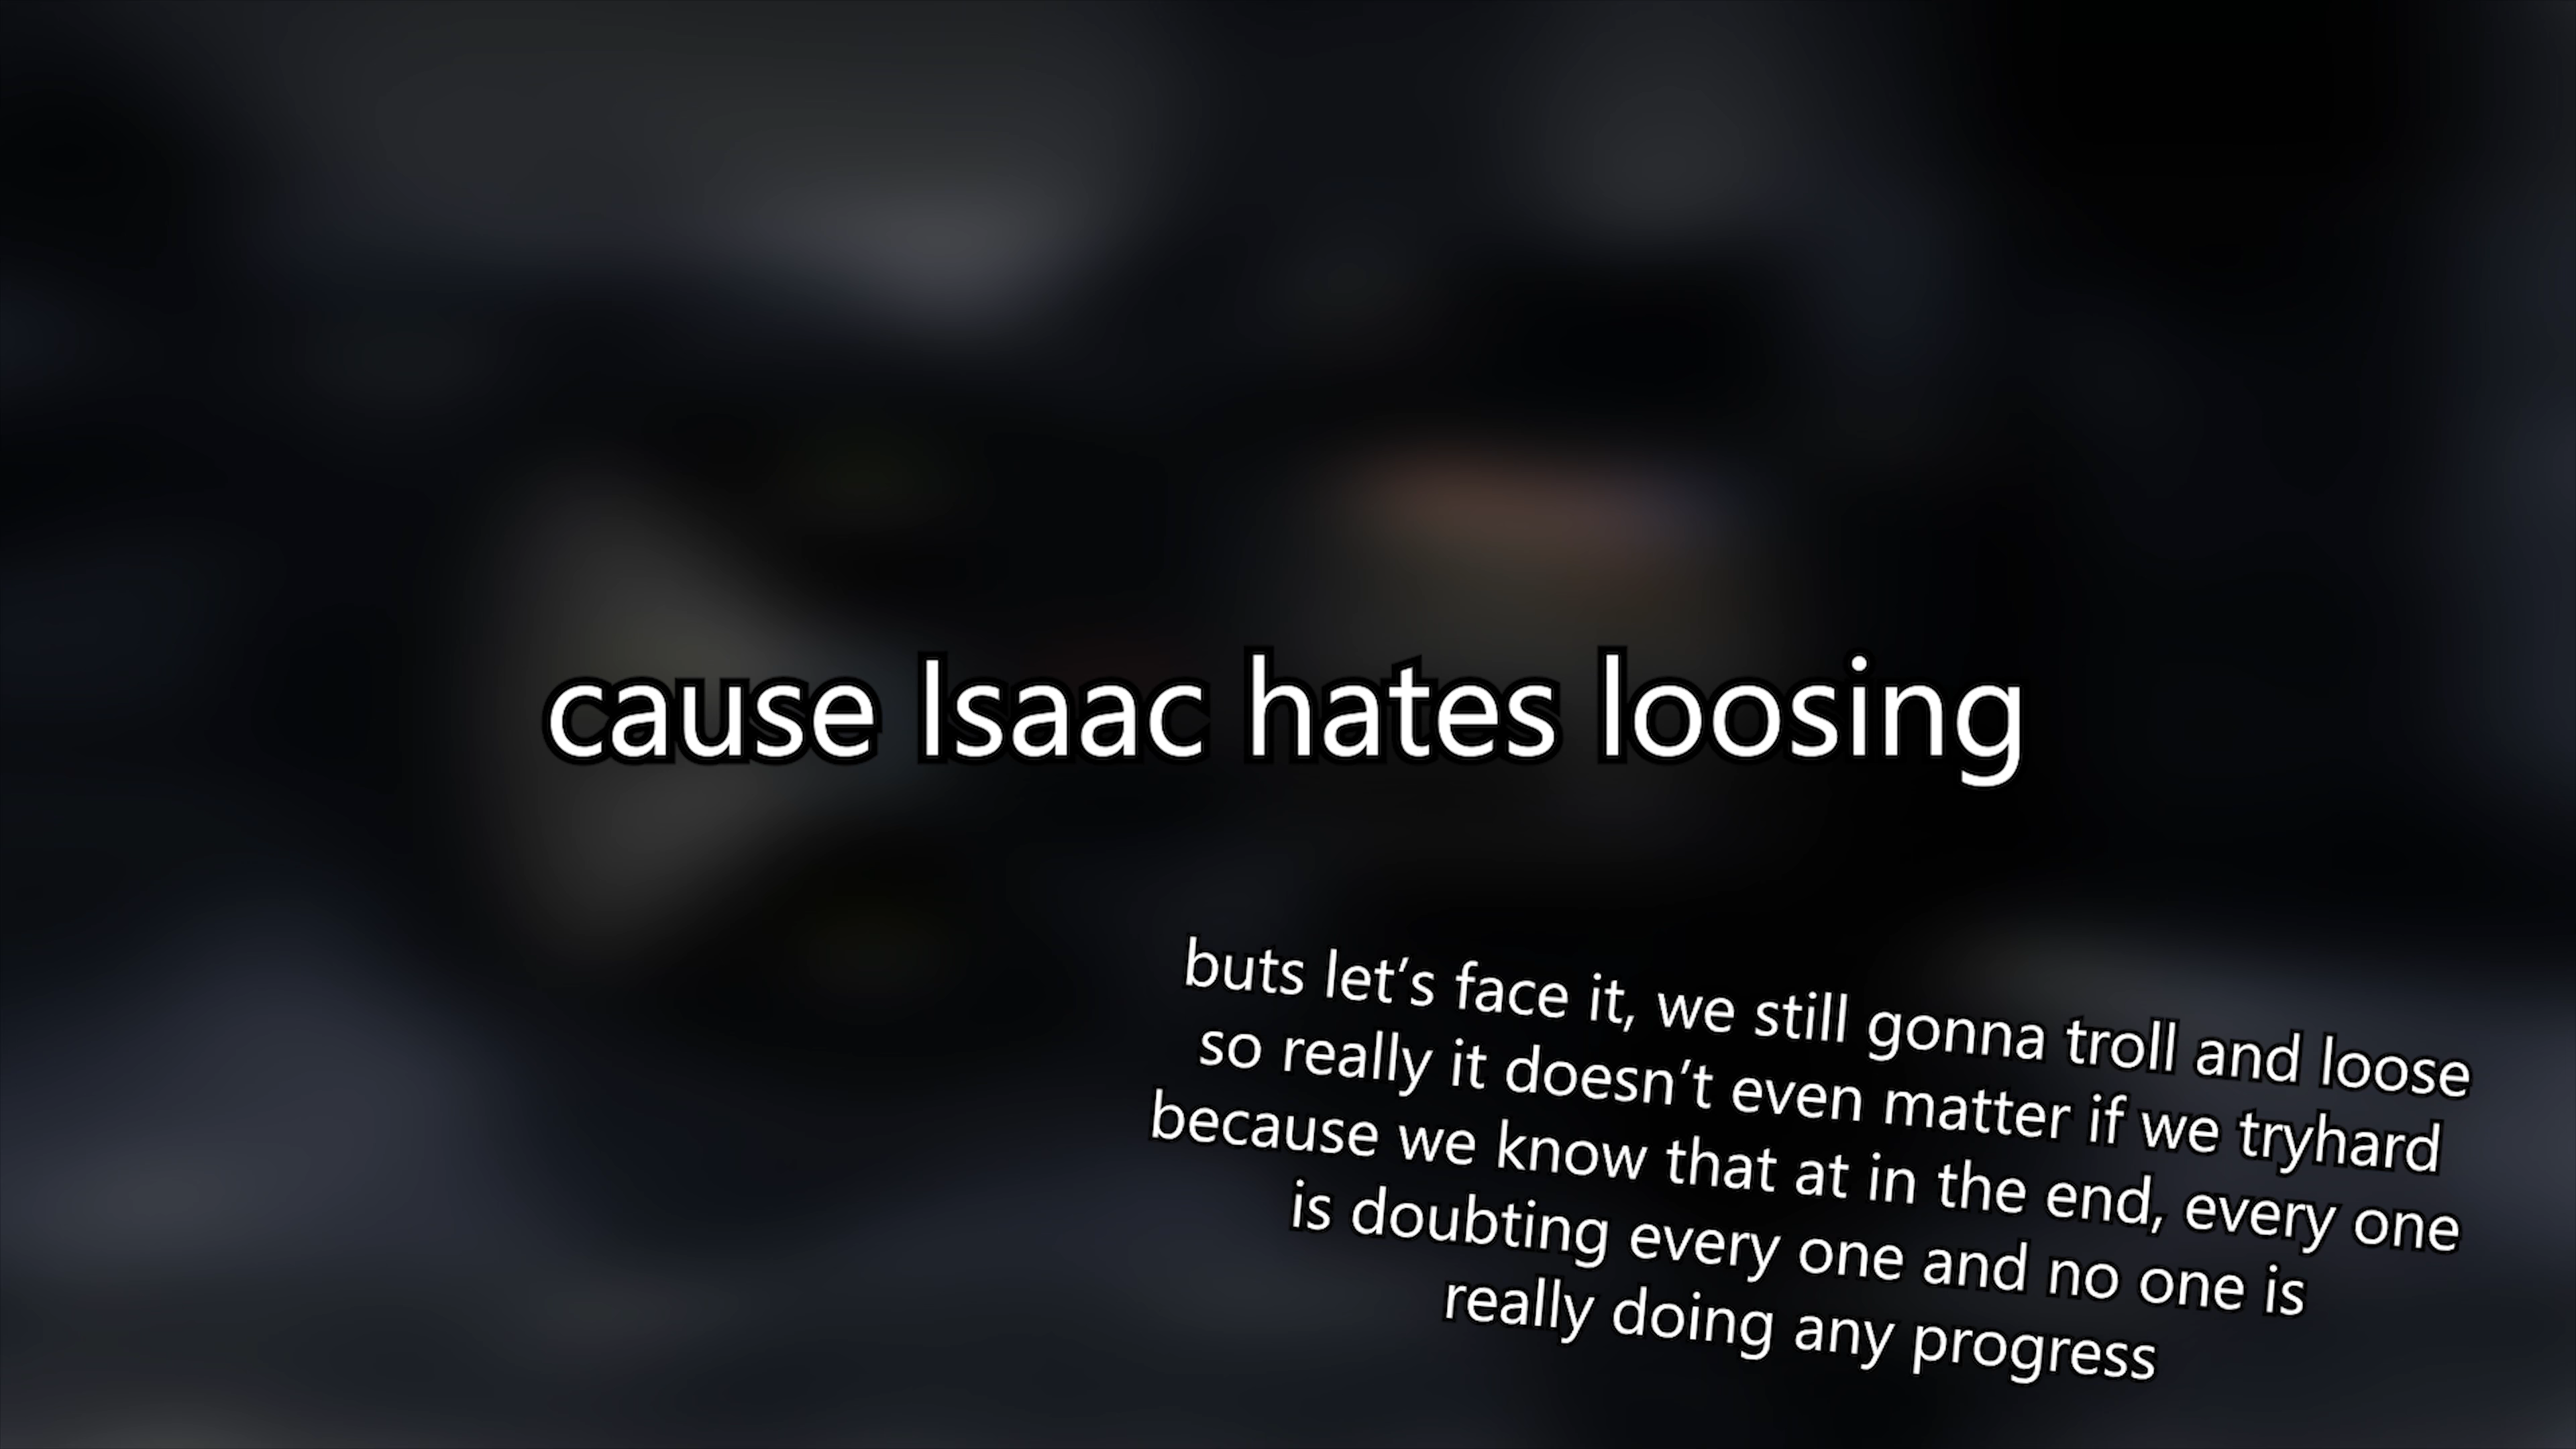 cause Isaac hates loosing
buts let’s face it, we still gonna troll and loose
so really it doesn’t even matter if we tryhard
because we know that at in the end, every one
is doubting every one and no one is
really doing any progress